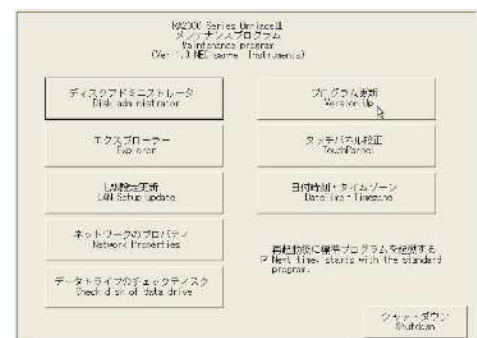 RA2000 Series Omniace Ⅲ
メンテナンスプログラム
Maintenance program
(Ver 1.0 NEC Instruments)
ディスクアドミニストレータ
Disk administrator
プログラム更新
Version Up
エクスプローラー
Explorer
タッチパネル校正
TouchPannel
LAN設定更新
LAN Setup update
日付時刻・タイムゾーン
Date time・Timezone
ネットワークのプロパティ
Network Properties
再起動後に標準プログラムを起動する
Next time, starts with the standard
program.
データドライブのチェックディスク
Check disk of data drive
シャットダウン
Shutdown